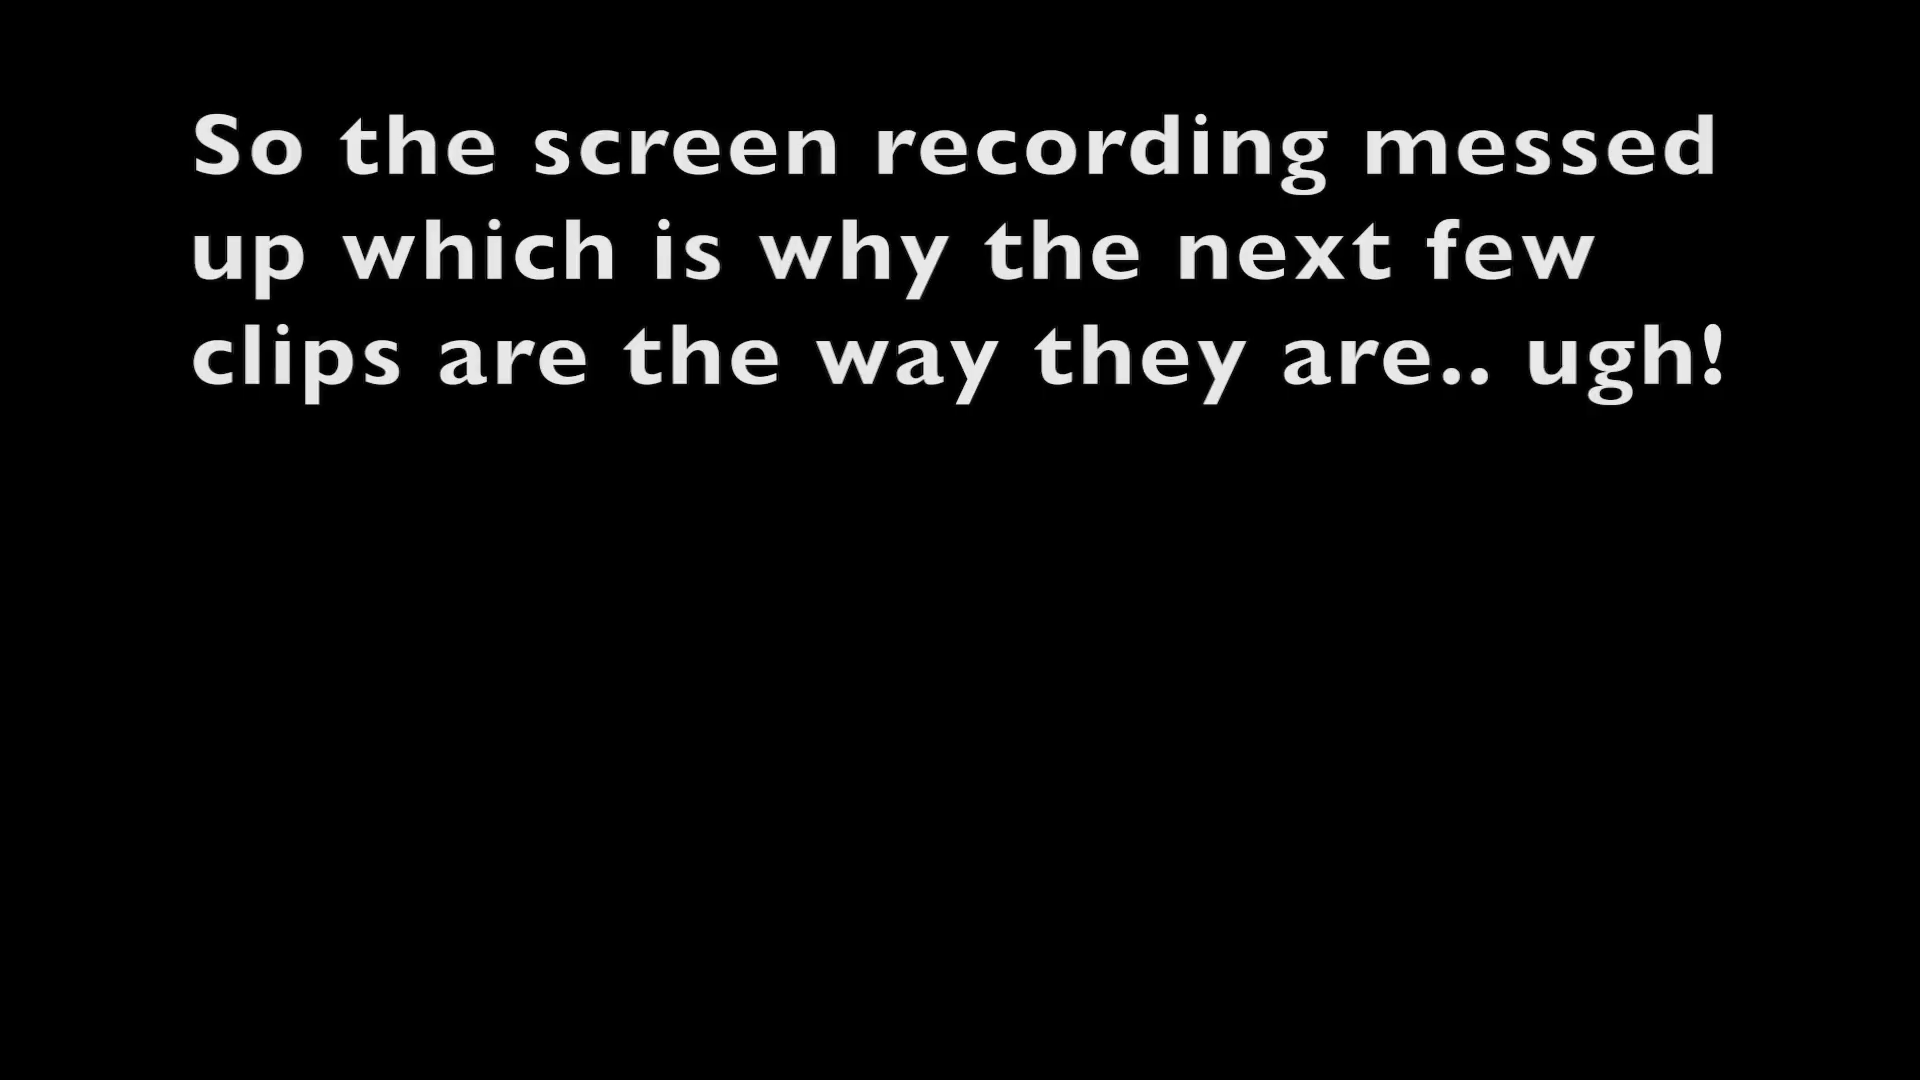 So the screen recording messed
up which is why the next few
clips are the way they are.. ugh!